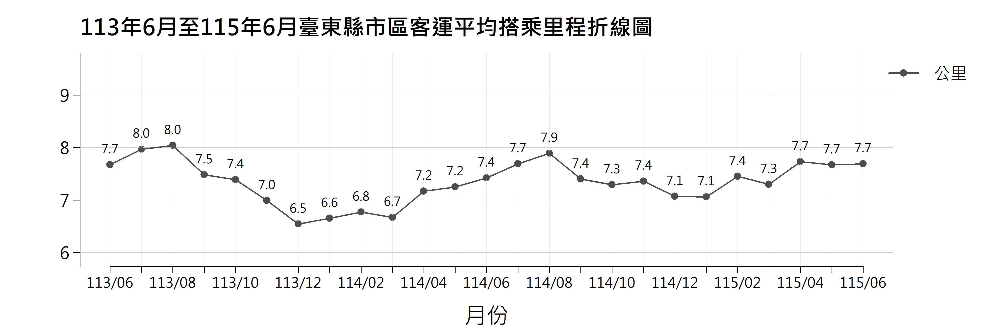 113年6月至115年6月臺東縣市區客運平均搭乘里程折線圖
公里
9
8
7
6
7.7 8.0 8.0 7.5 7.4 7.0 6.5 6.6 6.8 6.7 7.2 7.2 7.4 7.7 7.9 7.4 7.3 7.4 7.1 7.1 7.4 7.3 7.7 7.7 7.7
113/06 113/08 113/10 113/12 114/02 114/04 114/06 114/08 114/10 114/12 115/02 115/04 115/06
月份